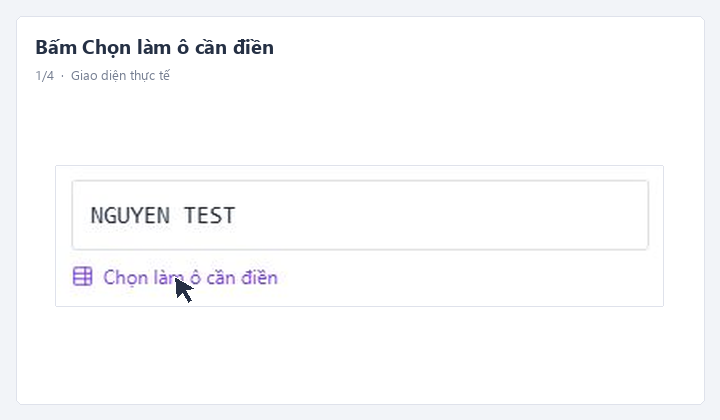 Bấm Chọn làm ô cần điền
1/4 · Giao diện thực tế
NGUYEN TEST
Chọn làm ô cần điền